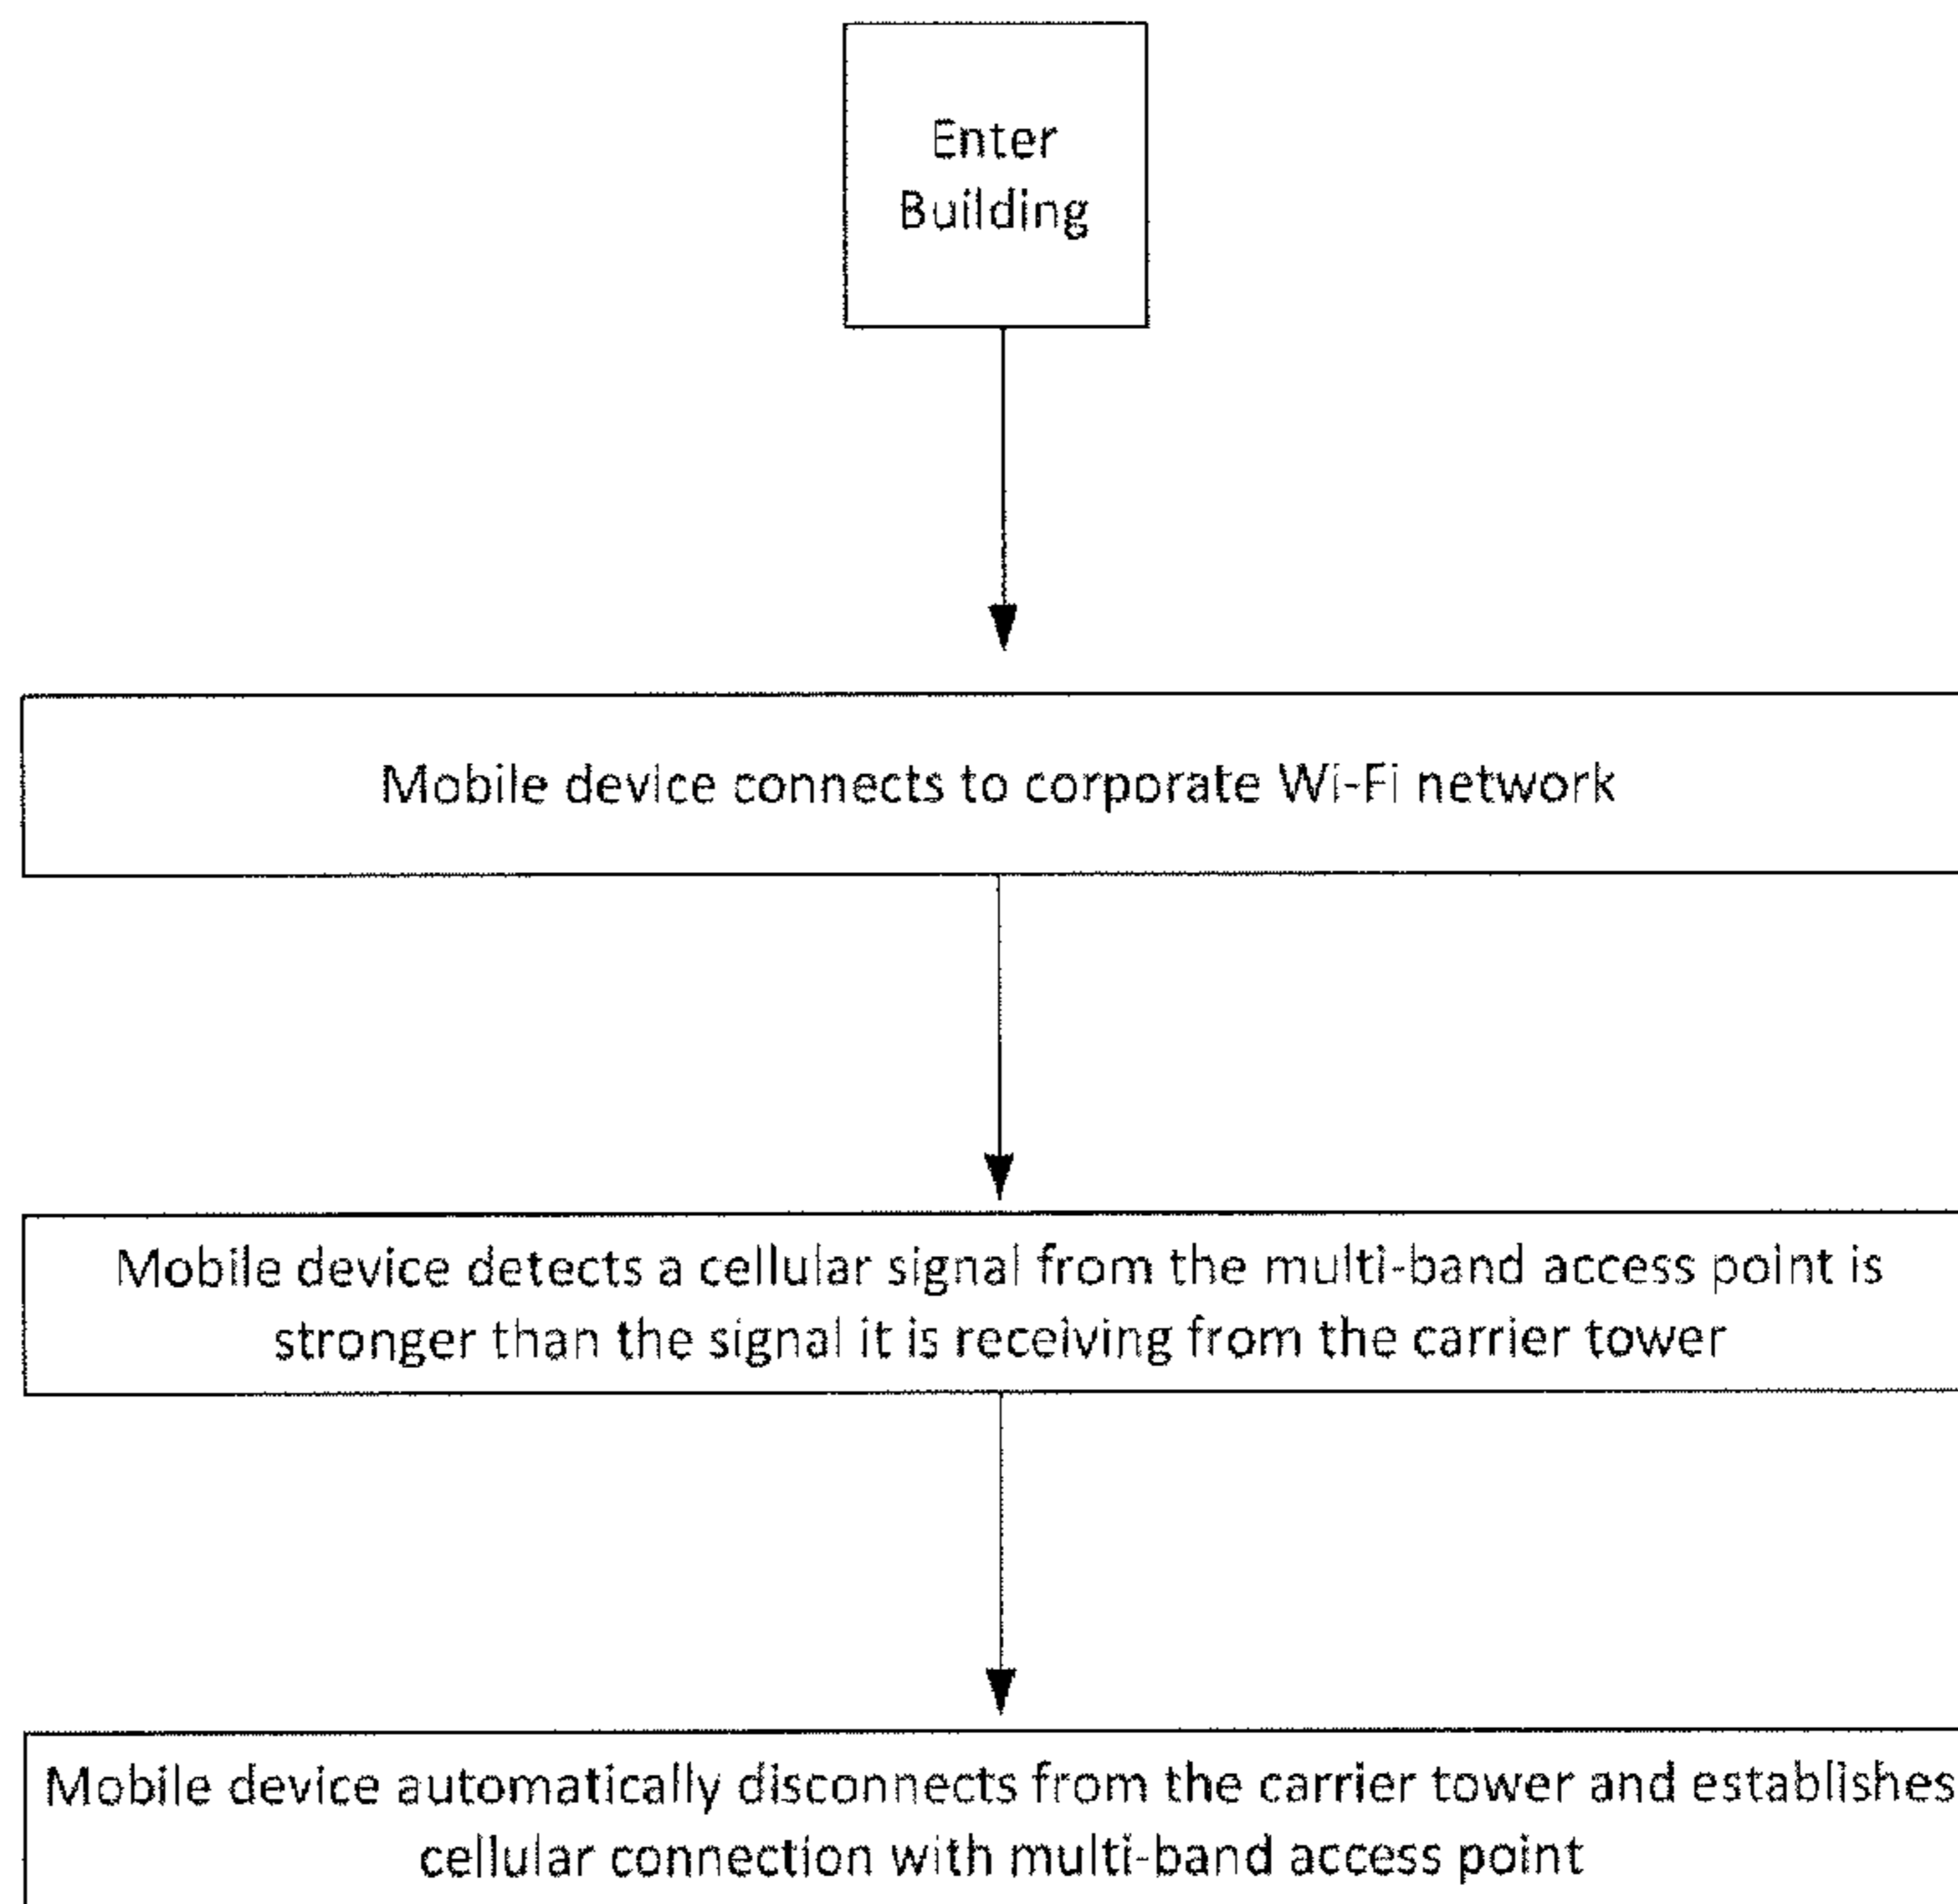 Enter
Building
Mobile device connects to corporate Wi-Fi network
Mobile device detects a cellular signal from the multi-band access point is
stronger than the signal it is receiving from the carrier tower
Mobile device automatically disconnects from the carrier tower and establishes
cellular connection with multi-band access point